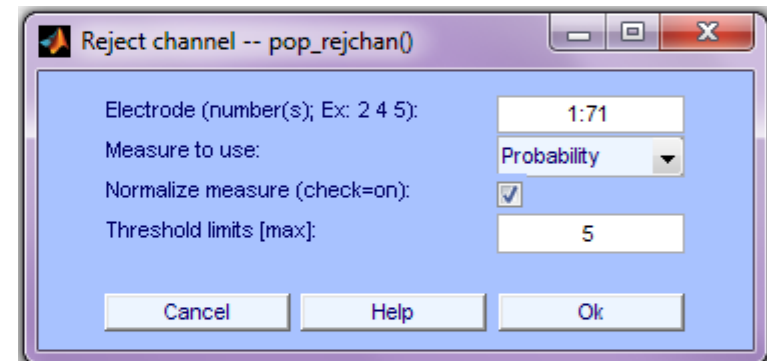 Reject channel -- pop_rejchan()
Electrode (number(s); Ex: 2 4 5): 1:71
Measure to use: Probability
Normalize measure (check=on):
Threshold limits [max]: 5
Cancel Help Ok